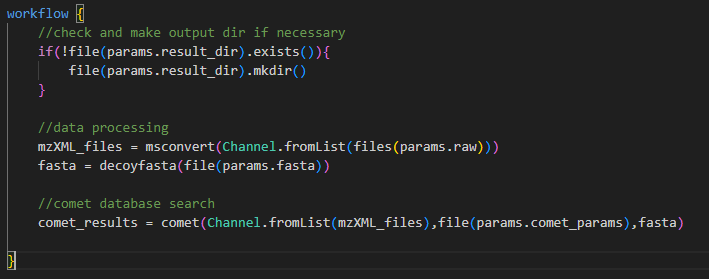 workflow {
//check and make output dir if necessary
if(!file(params.result_dir).exists()){
file(params.result_dir).mkdir()
}
//data processing
mzXML_files = msconvert(Channel.fromList(files(params.raw)))
fasta = decoyfasta(file(params.fasta))
//comet database search
comet_results = comet(Channel.fromList(mzXML_files),file(params.comet_params),fasta)
}